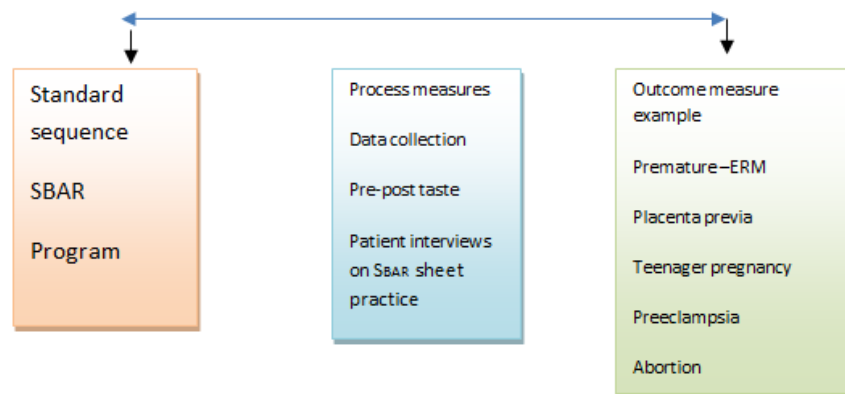 Standard
sequence
SBAR
Program
Process measures
Data collection
Pre-post taste
Patient interviews
on SBAR sheet
practice
Outcome measure
example
Premature –ERM
Placenta previa
Teenager pregnancy
Preeclampsia
Abortion